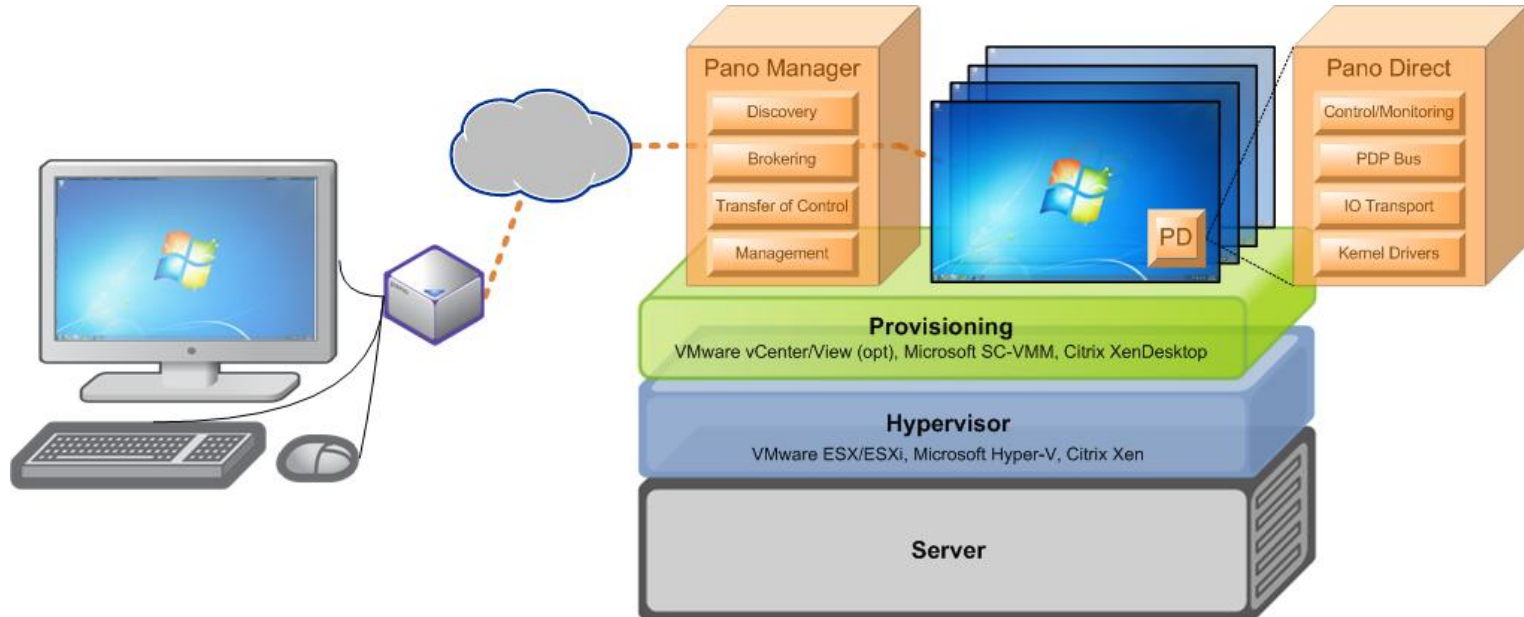 Pano Manager
Discovery
Brokering
Transfer of Control
Management
PD
Pano Direct
Control/Monitoring
PDP Bus
IO Transport
Kernel Drivers
Provisioning
VMware vCenter/View (opt), Microsoft SC-VMM, Citrix XenDesktop
Hypervisor
VMware ESX/ESXi, Microsoft Hyper-V, Citrix Xen
Server